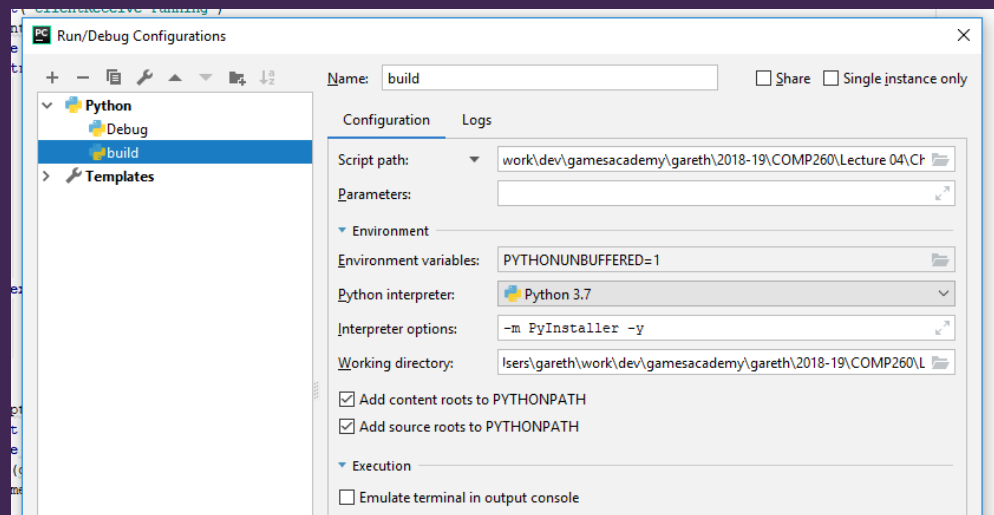 t( clientReceive running )
Run/Debug Configurations
Name: build
Share
Single instance only
Python
Debug
build
Templates
Configuration Logs
Script path: work\dev\gamesacademy\gareth\2018-19\COMP260\Lecture 04\Ch
Parameters:
Environment
Environment variables: PYTHONUNBUFFERED=1
Python interpreter: Python 3.7
Interpreter options: -m PyInstaller -y
Working directory: Isers\gareth\work\dev\gamesacademy\gareth\2018-19\COMP260\L
Add content roots to PYTHONPATH
Add source roots to PYTHONPATH
Execution
Emulate terminal in output console